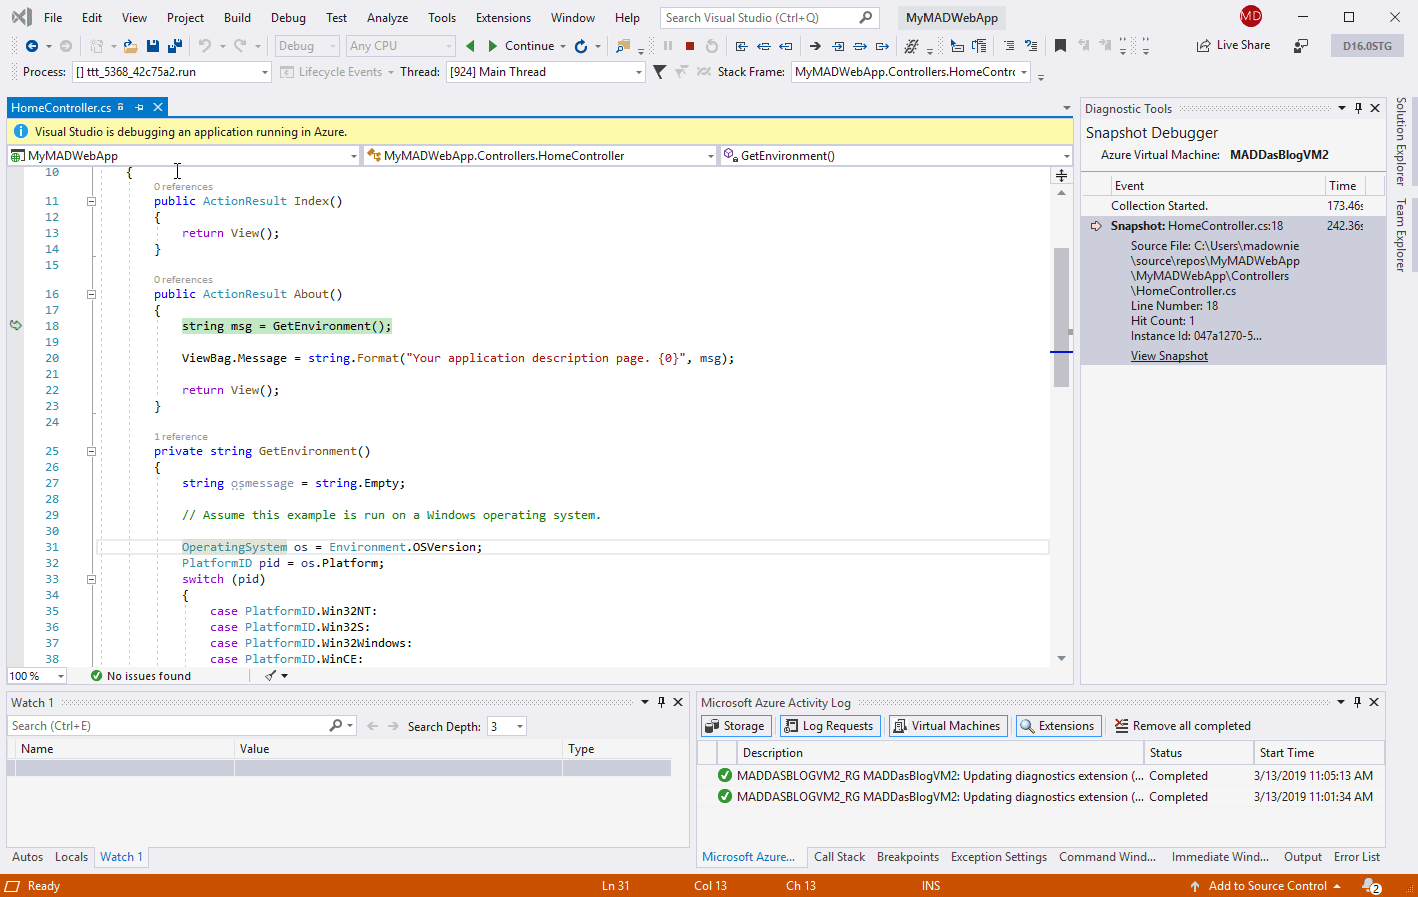 File Edit View Project Build Debug Test Analyze Tools Extensions Window Help Search Visual Studio (Ctrl+Q) MyMADWebApp MD
Debug Any CPU Continue Live Share D16.0STG
Process: [] ttt_5368_42c75a2.run Lifecycle Events Thread: [924] Main Thread Stack Frame: MyMADWebApp.Controllers.HomeContro
HomeController.cs
Visual Studio is debugging an application running in Azure.
MyMADWebApp MyMADWebApp.Controllers.HomeController GetEnvironment()
10 {
0 references
11 public ActionResult Index()
12 {
13 return View();
14 }
15
0 references
16 public ActionResult About()
17 {
18 string msg = GetEnvironment();
19
20 ViewBag.Message = string.Format("Your application description page. {0}", msg);
21
22 return View();
23 }
24
1 reference
25 private string GetEnvironment()
26 {
27 string osmessage = string.Empty;
28
29 // Assume this example is run on a Windows operating system.
30
31 OperatingSystem os = Environment.OSVersion;
32 PlatformID pid = os.Platform;
33 switch (pid)
34 {
35 case PlatformID.Win32NT:
36 case PlatformID.Win32S:
37 case PlatformID.Win32Windows:
38 case PlatformID.WinCE:
100 % No issues found
Diagnostic Tools
Snapshot Debugger
Azure Virtual Machine: MADDasBlogVM2
Event Time
Collection Started. 173.46s
Snapshot: HomeController.cs:18 242.36s
Source File: C:\Users\madownie
\source\repos\MyMADWebApp
\MyMADWebApp\Controllers
\HomeController.cs
Line Number: 18
Hit Count: 1
Instance Id: 047a1270-5...
View Snapshot
Solution Explorer
Team Explorer
Watch 1
Search (Ctrl+E) Search Depth: 3
Name Value Type
Autos Locals Watch 1
Microsoft Azure Activity Log
Storage Log Requests Virtual Machines Extensions Remove all completed
Description Status Start Time
MADDASBLOGVM2_RG MADDasBlogVM2: Updating diagnostics extension (... Completed 3/13/2019 11:05:13 AM
MADDASBLOGVM2_RG MADDasBlogVM2: Updating diagnostics extension (... Completed 3/13/2019 11:01:34 AM
Microsoft Azure... Call Stack Breakpoints Exception Settings Command Wind... Immediate Wind... Output Error List
Ready Ln 31 Col 13 Ch 13 INS Add to Source Control 2